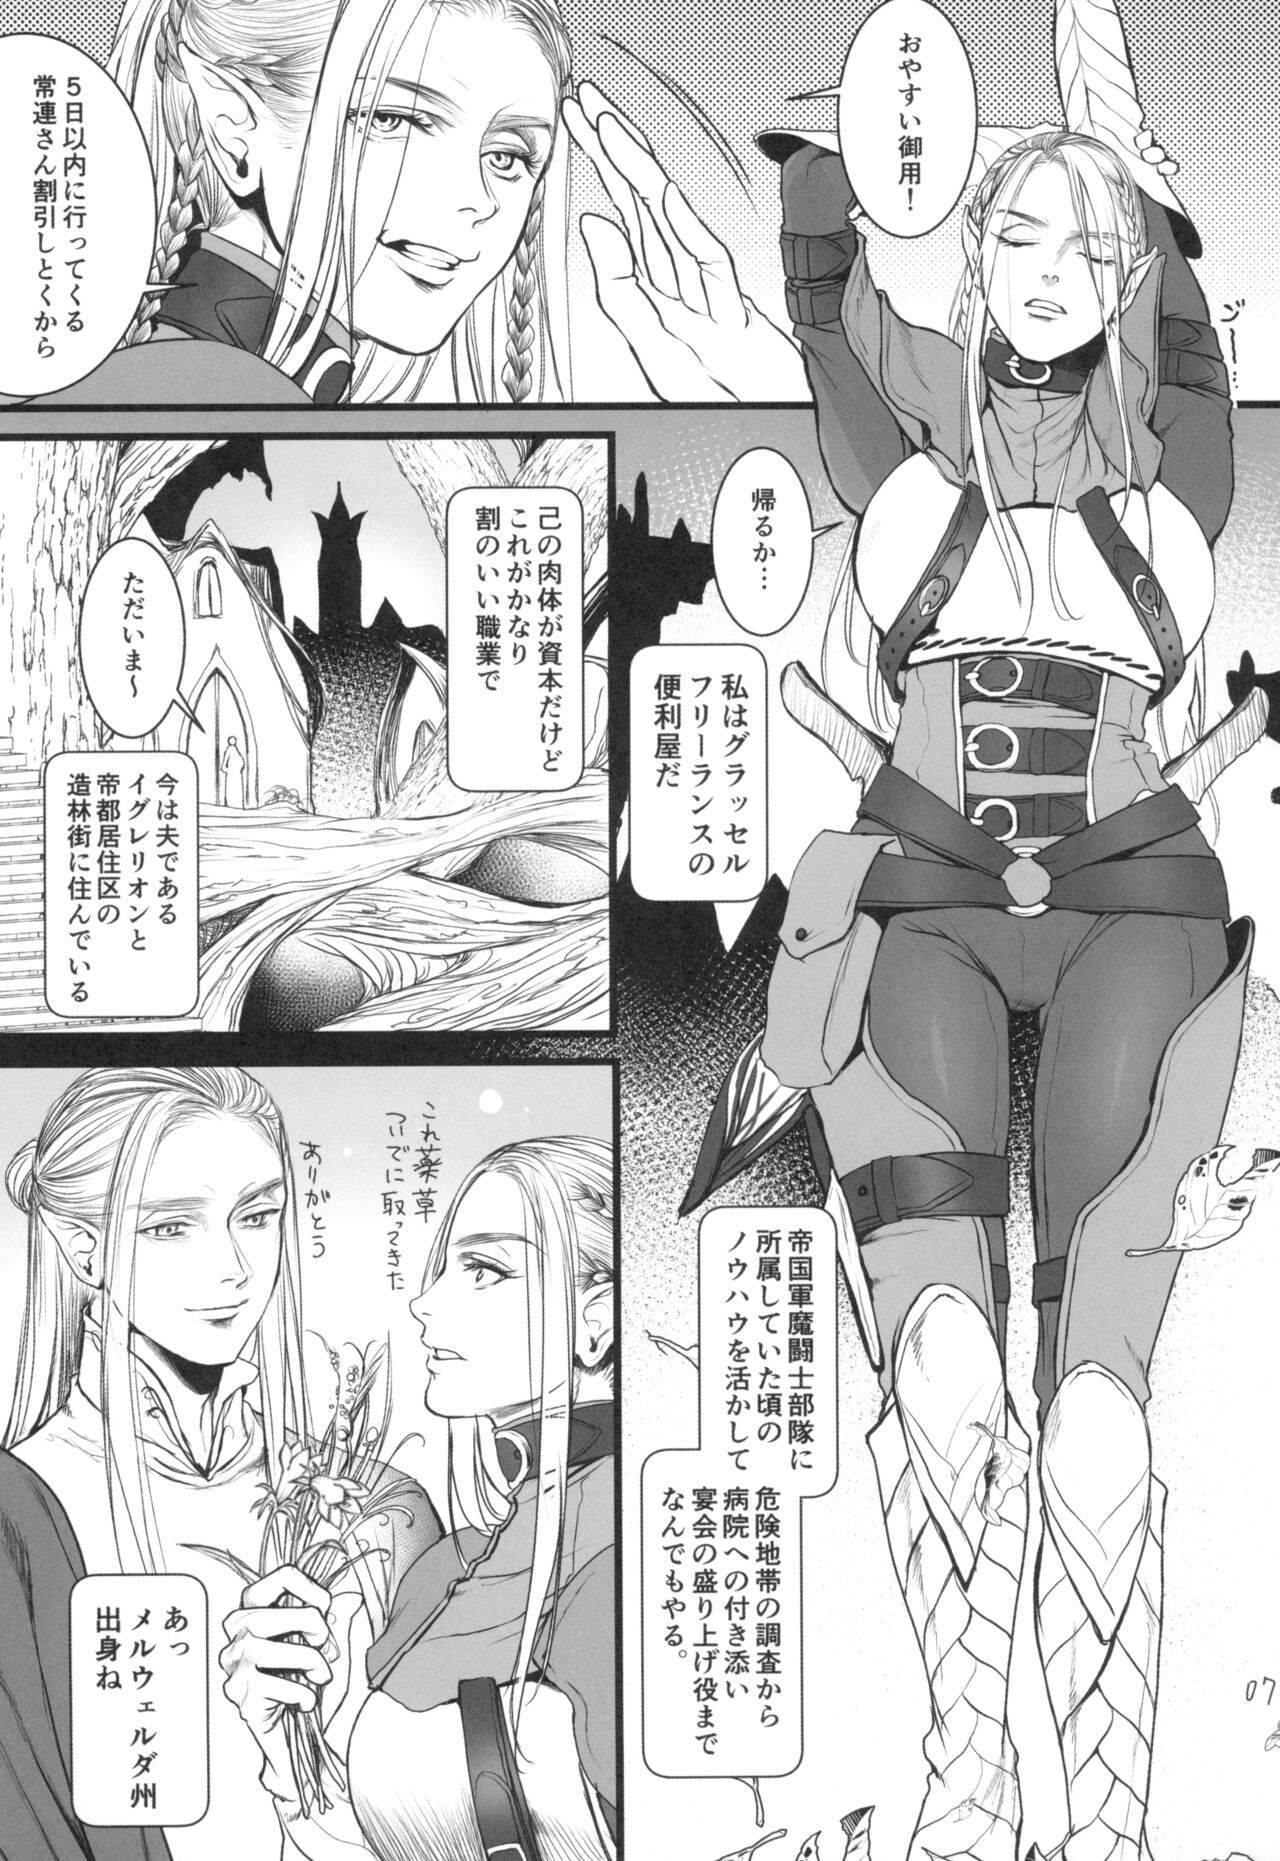 おやすい御用！
5日以内に行ってくる
常連さん割引しとくから
ジーー…
帰るか…
私はグラッセル
フリーランスの
便利屋だ
己の肉体が資本だけど
これがかなり
割のいい職業で
ただいま〜
今は夫である
イグレリオンと
帝都居住区の
造林街に住んでいる
帝国軍魔闘士部隊に
所属していた頃の
ノウハウを活かして
危険地帯の調査から
病院への付き添い
宴会の盛り上げ役まで
なんでもやる。
これ薬草
ついでに取ってきた
ありがとう
あっ
メルウェルダ州
出身ね
07